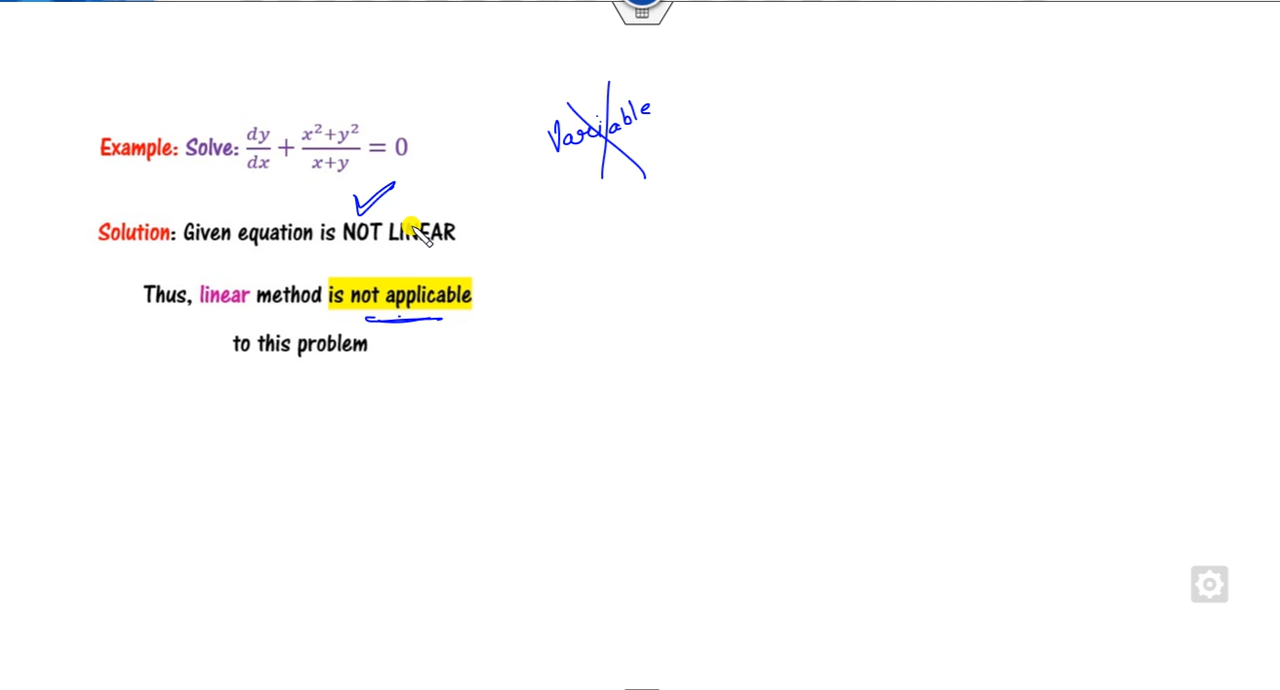 Variable
Example: Solve: dy/dx + x²+y²/x+y = 0
Solution: Given equation is NOT LINEAR
Thus, linear method is not applicable
to this problem